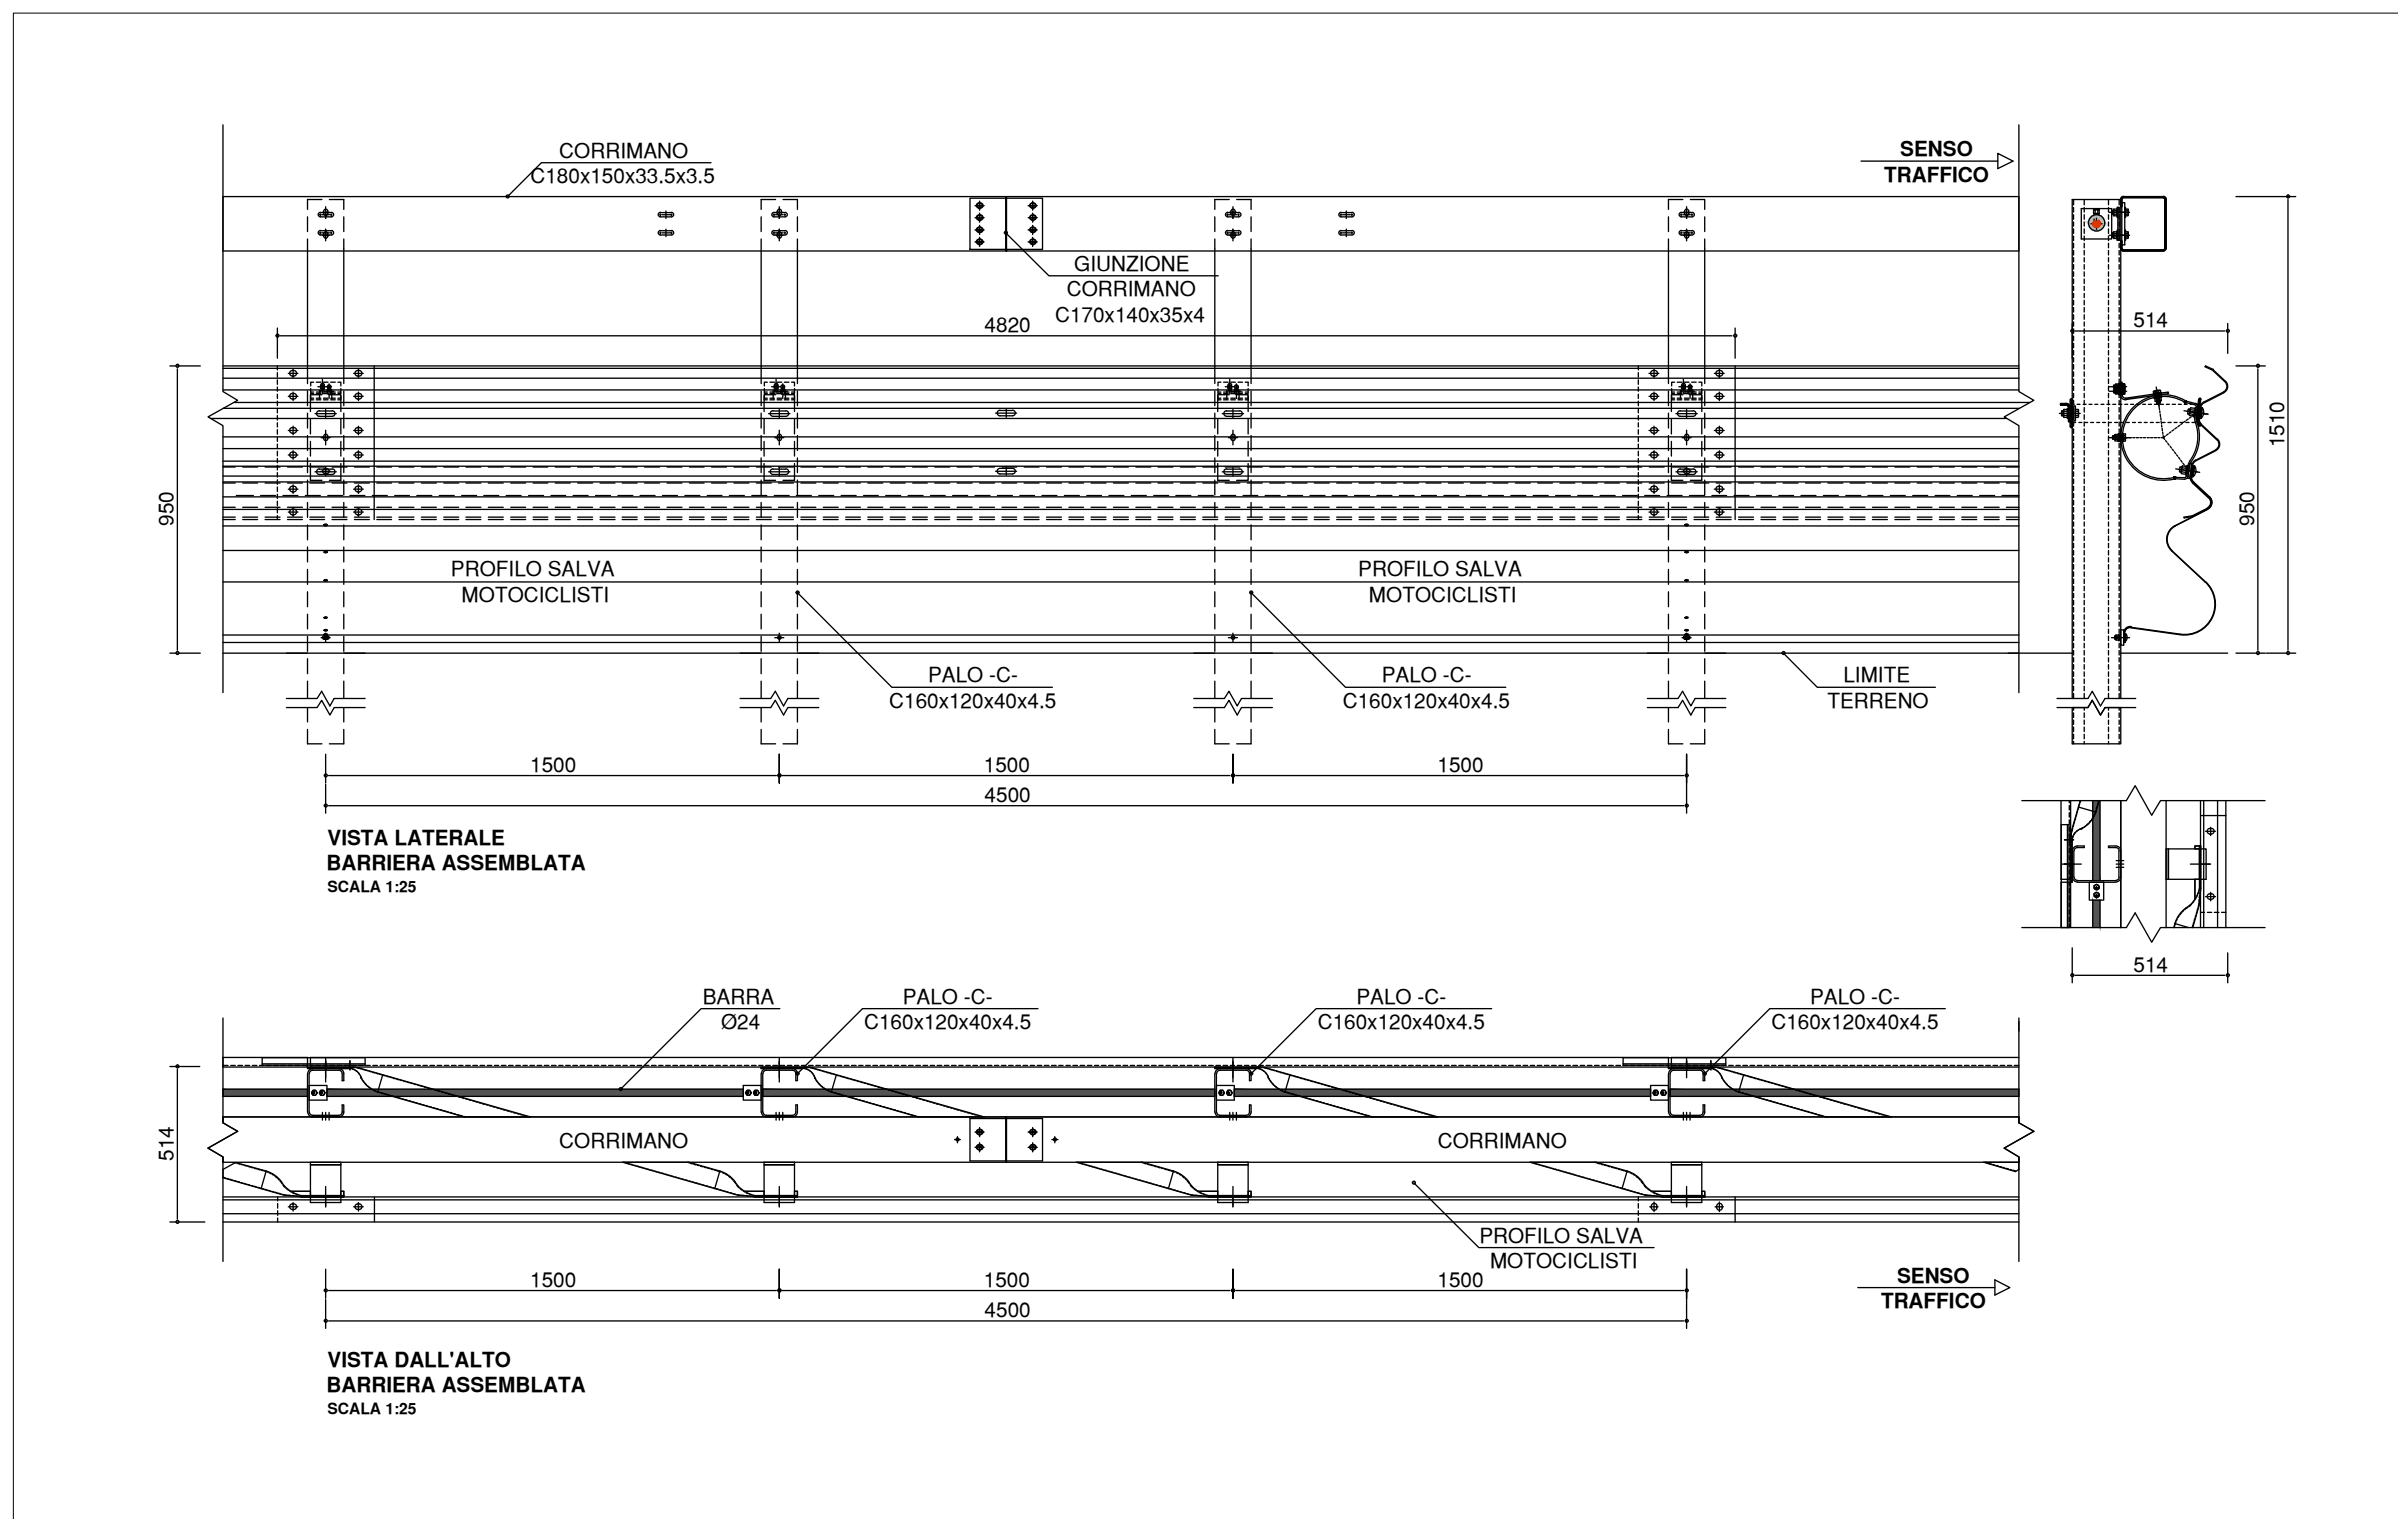 CORRIMANO
C180x150x33.5x3.5
SENSO
TRAFFICO
GIUNZIONE
CORRIMANO
C170x140x35x4
4820
514
950
1510
950
PROFILO SALVA
MOTOCICLISTI
PROFILO SALVA
MOTOCICLISTI
PALO -C-
C160x120x40x4.5
PALO -C-
C160x120x40x4.5
LIMITE
TERRENO
1500
1500
1500
4500
VISTA LATERALE
BARRIERA ASSEMBLATA
SCALA 1:25
514
BARRA
Ø24
PALO -C-
C160x120x40x4.5
PALO -C-
C160x120x40x4.5
PALO -C-
C160x120x40x4.5
514
CORRIMANO
CORRIMANO
PROFILO SALVA
MOTOCICLISTI
1500
1500
1500
4500
SENSO
TRAFFICO
VISTA DALL'ALTO
BARRIERA ASSEMBLATA
SCALA 1:25